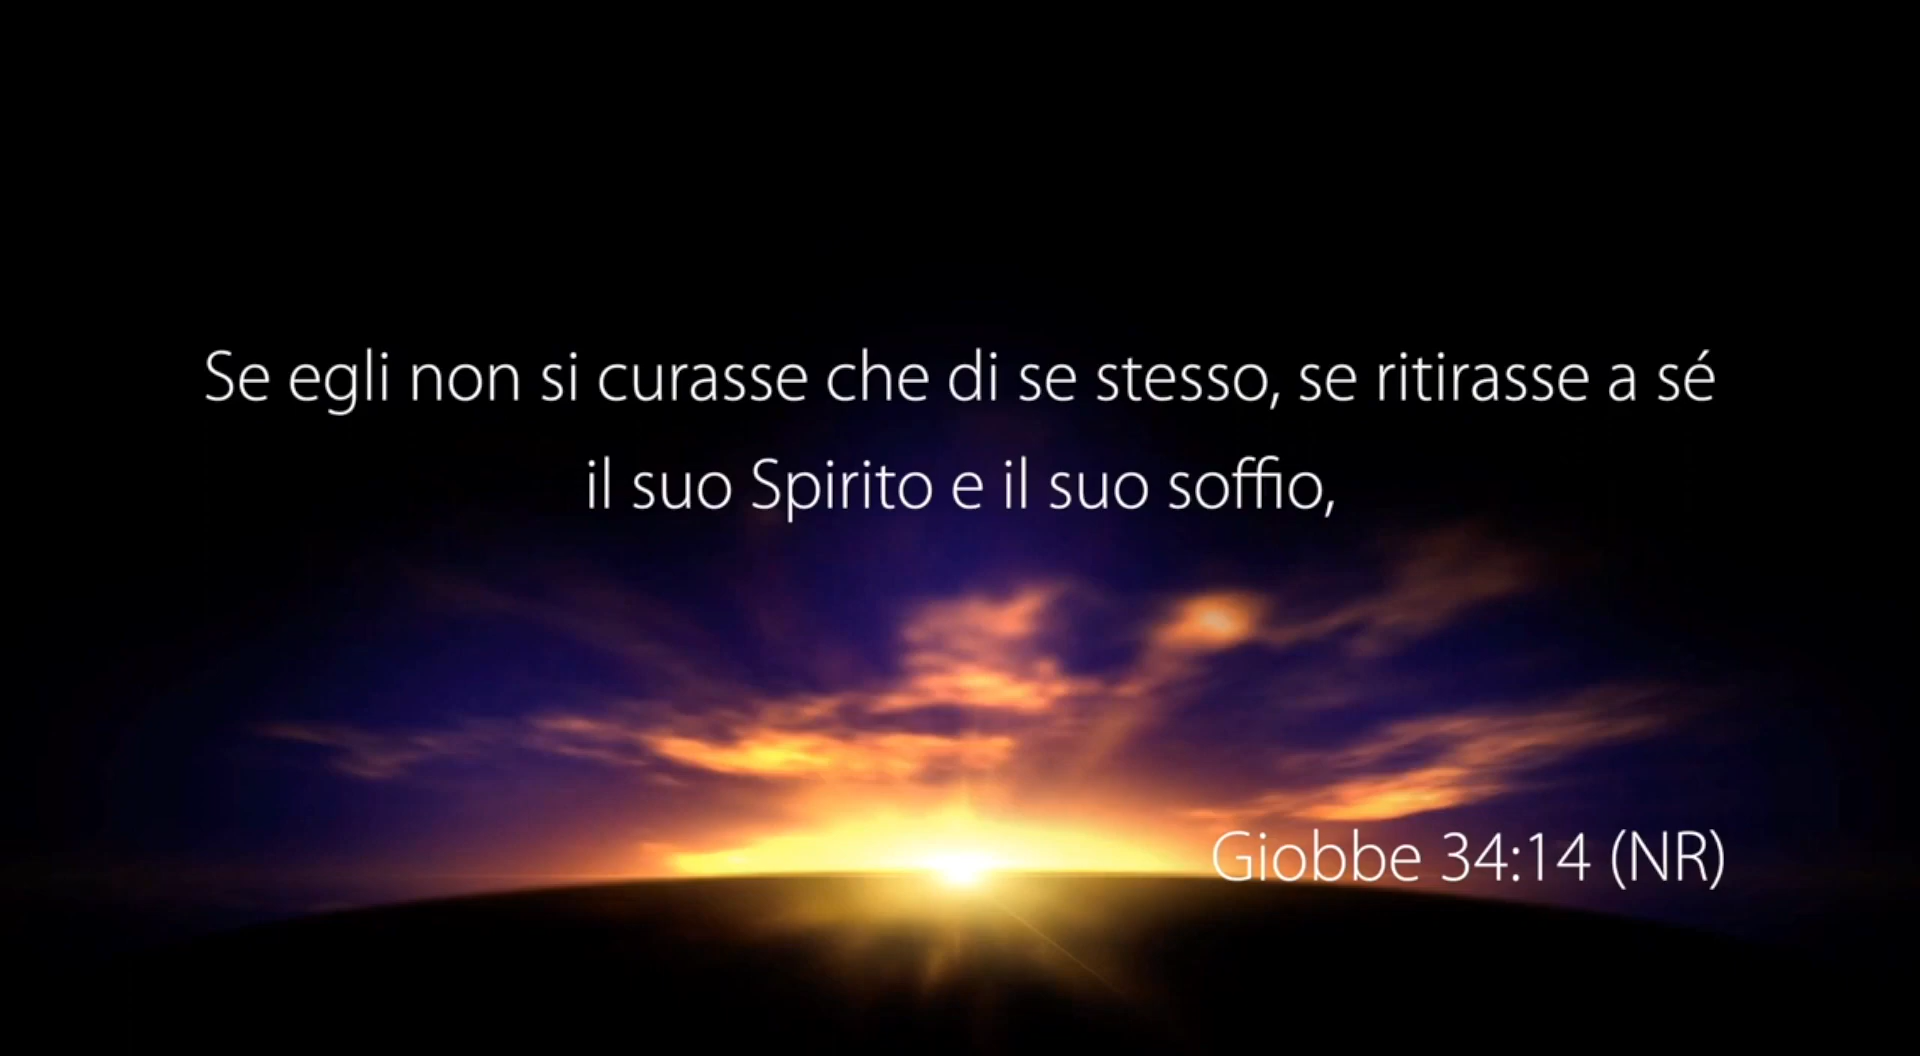 Se egli non si curasse che di se stesso, se ritirasse a sé
il suo Spirito e il suo soffio,
Giobbe 34:14 (NR)